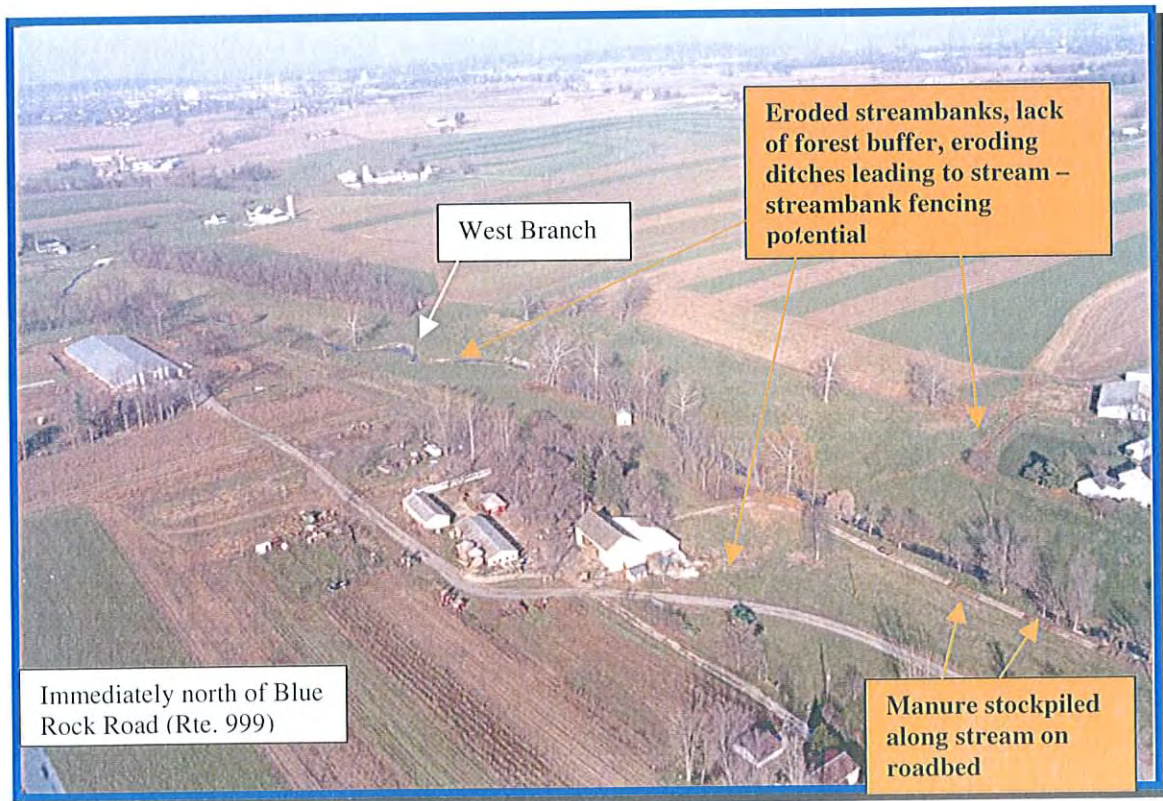 Eroded streambanks, lack
of forest buffer, eroding
ditches leading to stream –
streambank fencing
potential
West Branch
Immediately north of Blue
Rock Road (Rte. 999)
Manure stockpiled
along stream on
roadbed